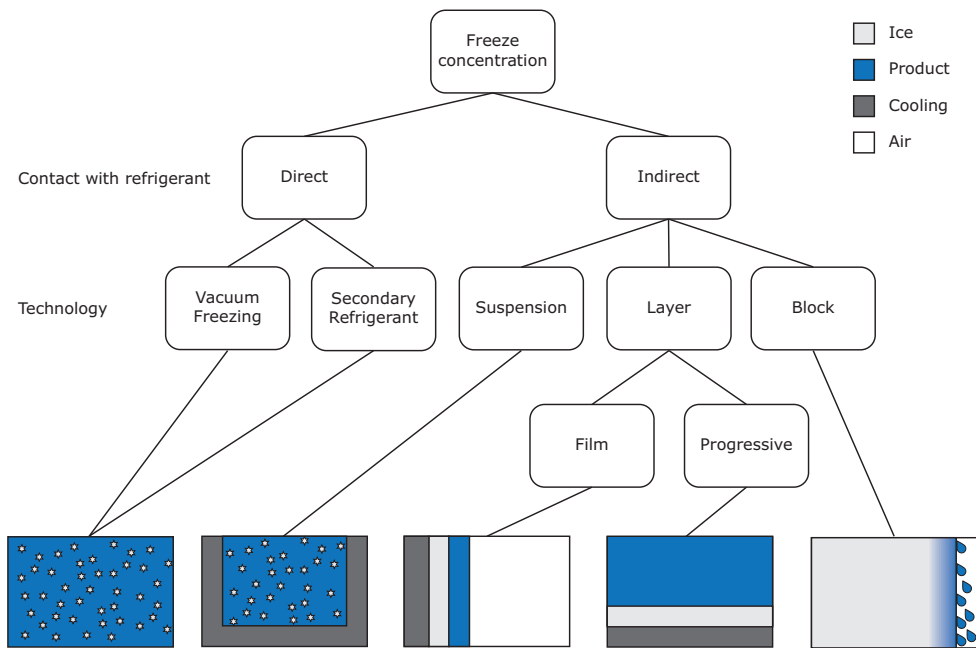 Freeze
concentration
Ice
Product
Cooling
Air
Contact with refrigerant
Direct
Indirect
Technology
Vacuum
Freezing
Secondary
Refrigerant
Suspension
Layer
Block
Film
Progressive